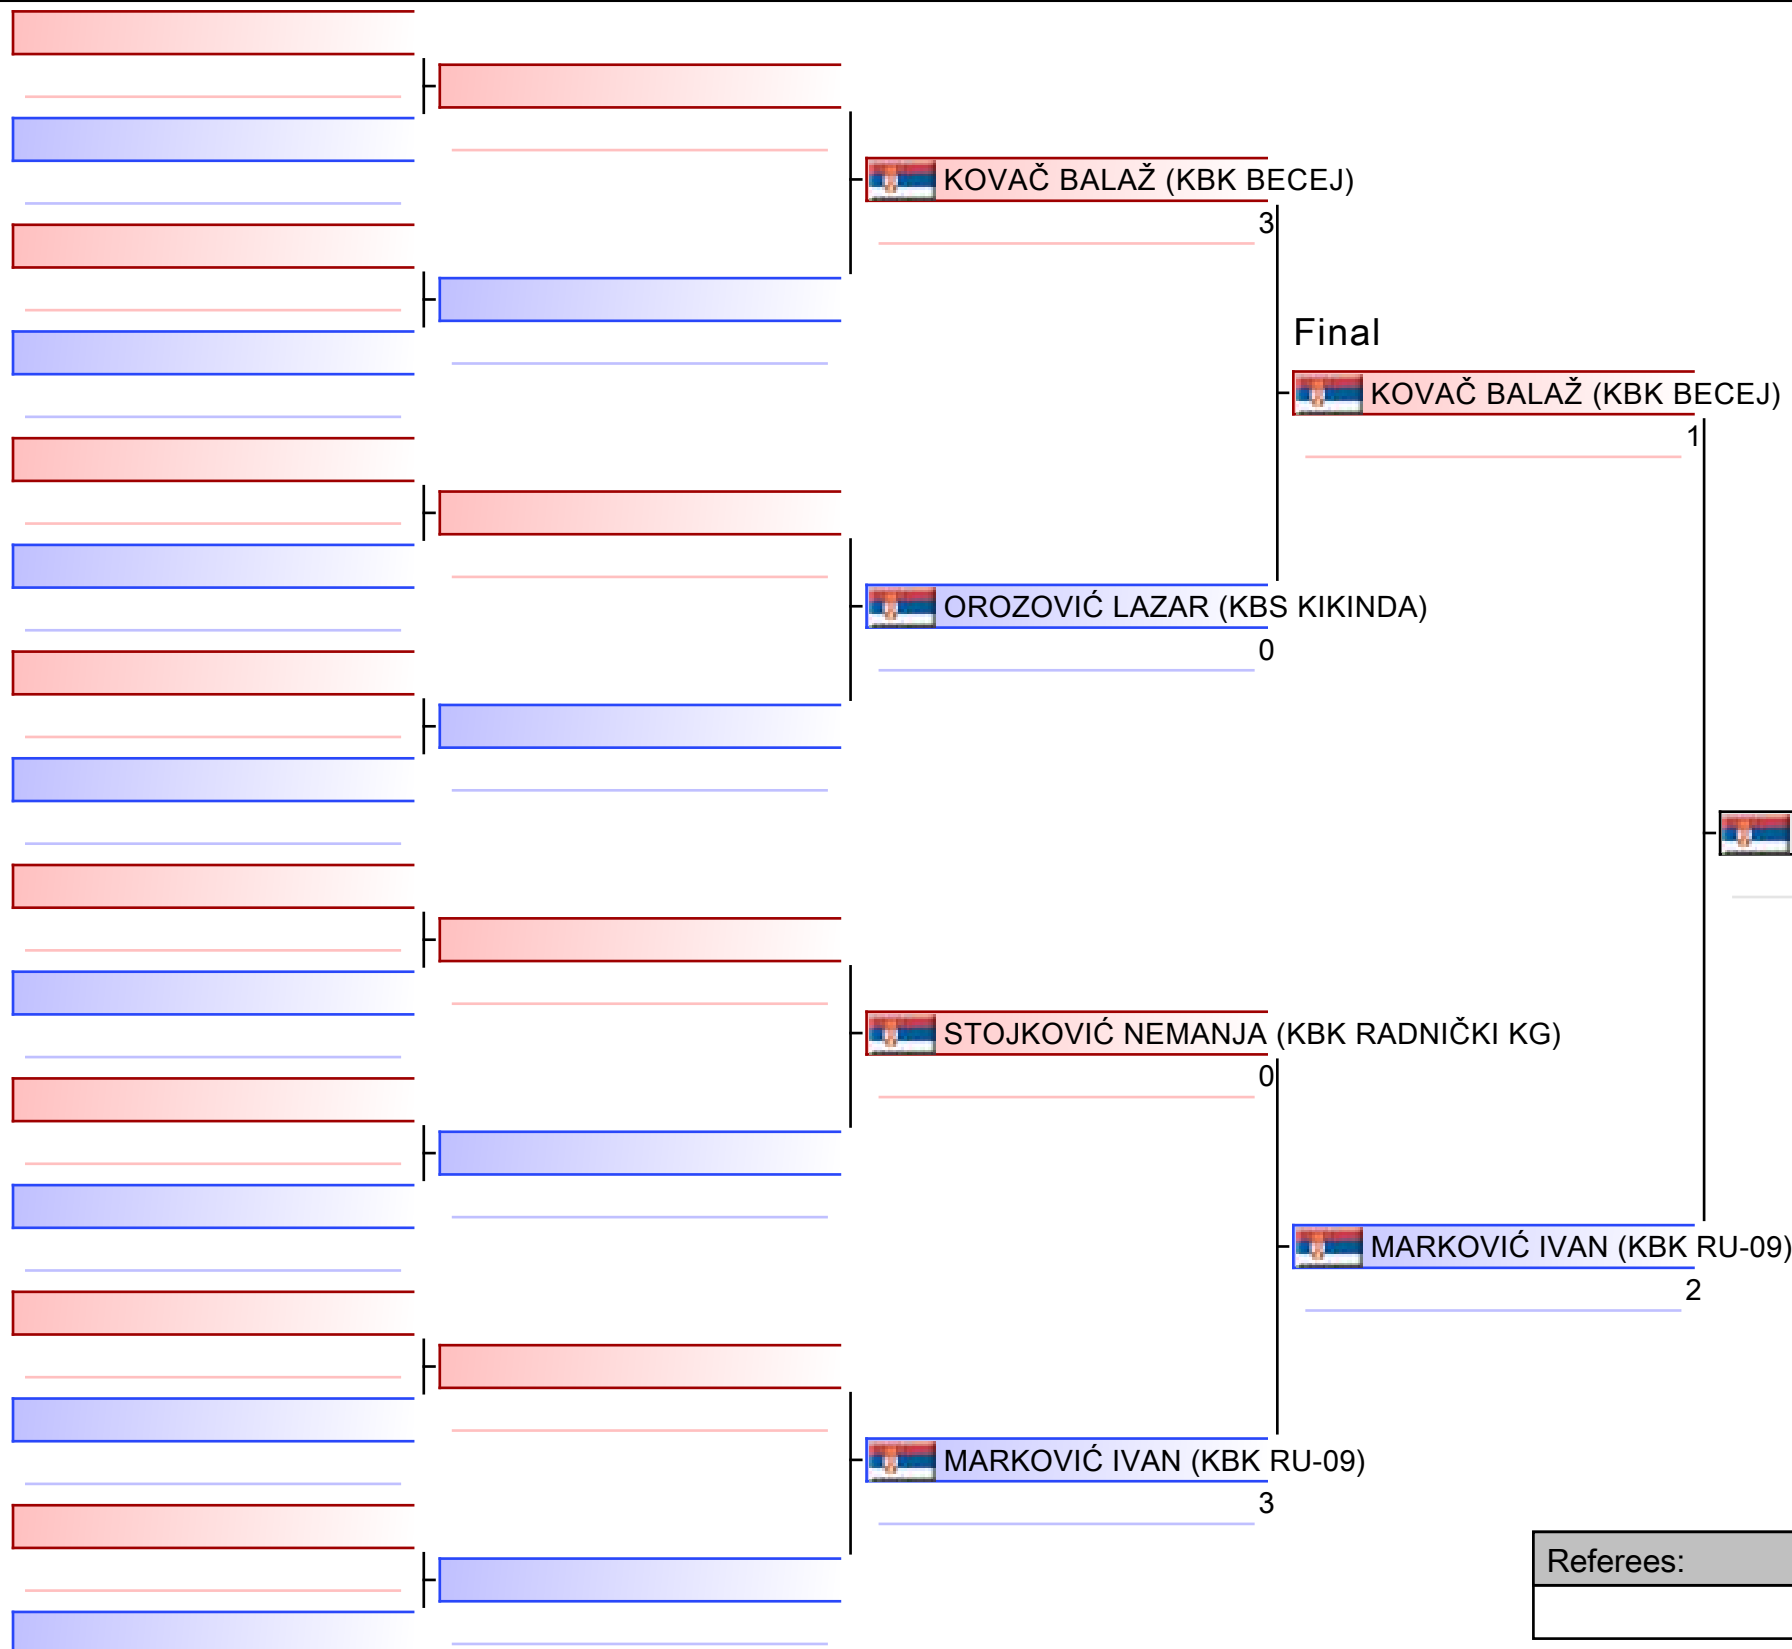 KOVAČ BALAŽ (KBK BECEJ)
3
Final
KOVAČ BALAŽ (KBK BECEJ)
1
OROZOVIĆ LAZAR (KBS KIKINDA)
0
STOJKOVIĆ NEMANJA (KBK RADNIČKI KG)
0
MARKOVIĆ IVAN (KBK RU-09)
2
MARKOVIĆ IVAN (KBK RU-09)
3
Referees: